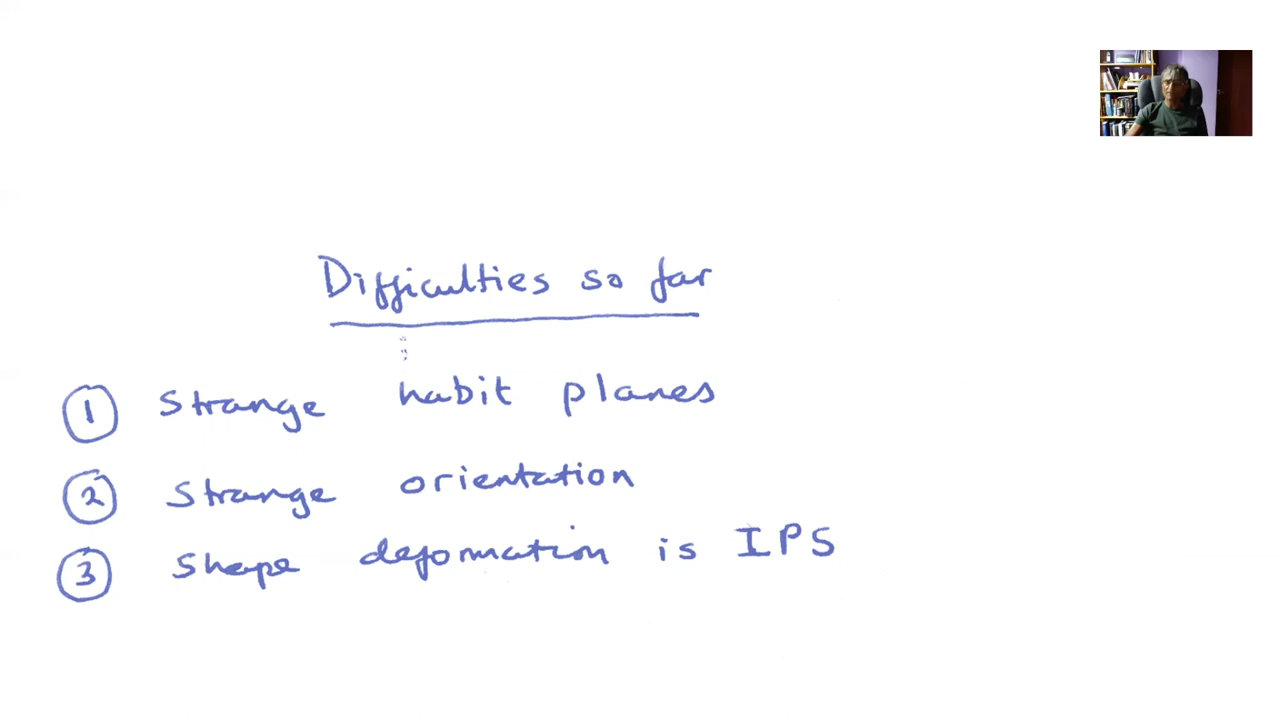 Difficulties so far
1 Strange habit planes
2 Strange orientation
3 Shape deformation is IPS